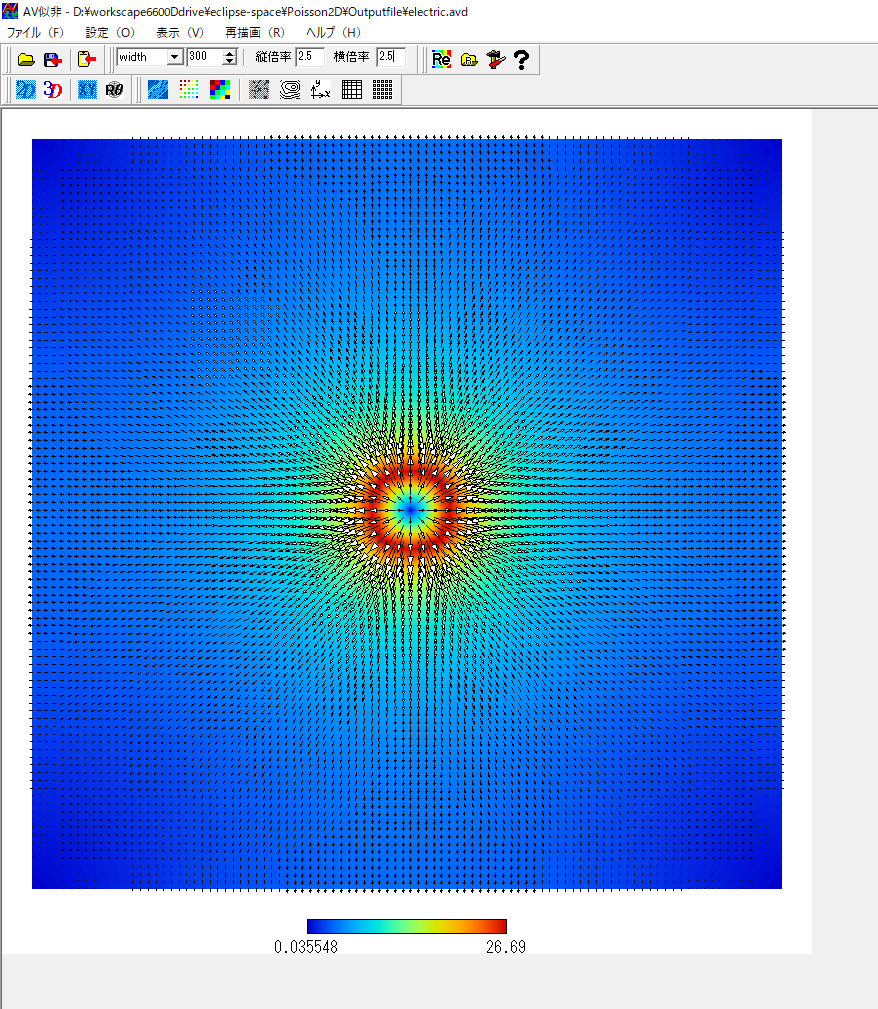 AV似非 - D:¥workscape6600Ddrive¥eclipse-space¥Poisson2D¥Outputfile¥electric.avd
ファイル（F） 設定（O） 表示（V） 再描画（R） ヘルプ（H）
width 300 縦倍率 2.5 横倍率 2.5
Re
2D 3D XY Rθ y x
0.035548 26.69